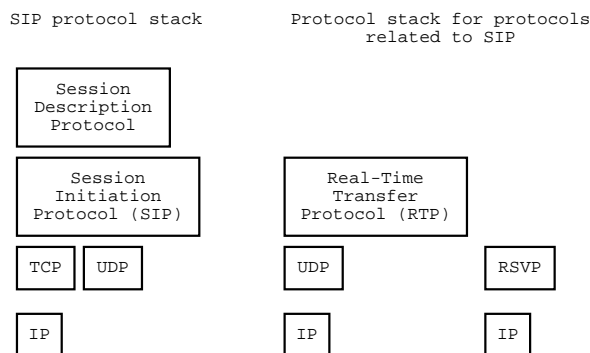 SIP protocol stack
Protocol stack for protocols
related to SIP
Session
Description
Protocol
Session
Initiation
Protocol (SIP)
Real-Time
Transfer
Protocol (RTP)
TCP
UDP
UDP
RSVP
IP
IP
IP